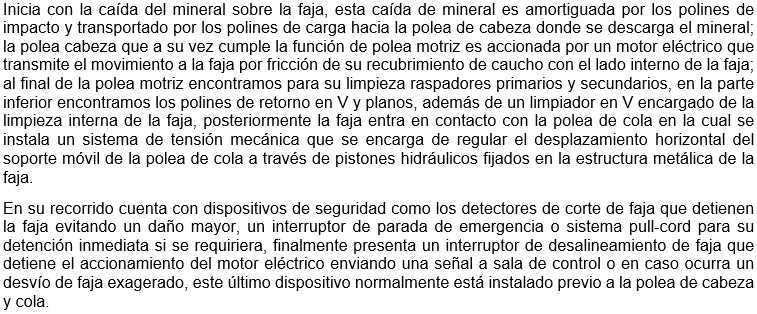 Inicia con la caída del mineral sobre la faja, esta caída de mineral es amortiguada por los polines de
impacto y transportado por los polines de carga hacia la polea de cabeza donde se descarga el mineral;
la polea cabeza que a su vez cumple la función de polea motriz es accionada por un motor eléctrico que
transmite el movimiento a la faja por fricción de su recubrimiento de caucho con el lado interno de la faja;
al final de la polea motriz encontramos para su limpieza raspadores primarios y secundarios, en la parte
inferior encontramos los polines de retorno en V y planos, además de un limpiador en V encargado de la
limpieza interna de la faja, posteriormente la faja entra en contacto con la polea de cola en la cual se
instala un sistema de tensión mecánica que se encarga de regular el desplazamiento horizontal del
soporte móvil de la polea de cola a través de pistones hidráulicos fijados en la estructura metálica de la
faja.
En su recorrido cuenta con dispositivos de seguridad como los detectores de corte de faja que detienen
la faja evitando un daño mayor, un interruptor de parada de emergencia o sistema pull-cord para su
detención inmediata si se requiriera, finalmente presenta un interruptor de desalineamiento de faja que
detiene el accionamiento del motor eléctrico enviando una señal a sala de control o en caso ocurra un
desvío de faja exagerado, este último dispositivo normalmente está instalado previo a la polea de cabeza
y cola.